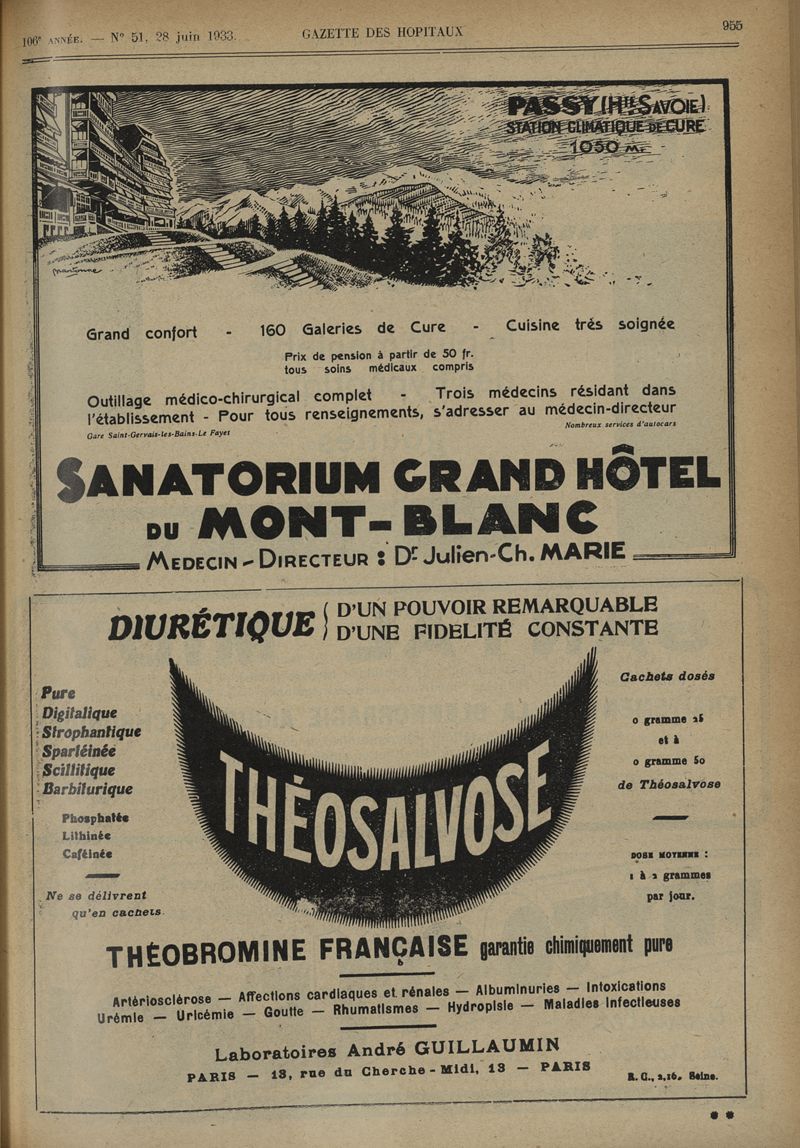 106e ANNÉE. — N° 51, 28 juin 1933.
GAZETTE DES HOPITAUX
955
PASSY (Hte SAVOIE)
STATION CLIMATIQUE DE CURE
1050 M.
Martonne
Grand confort - 160 Galeries de Cure - Cuisine trés soignée
Prix de pension à partir de 50 fr.
tous soins médicaux compris
Outillage médico-chirurgical complet - Trois médecins résidant dans
l'établissement - Pour tous renseignements, s'adresser au médecin-directeur
Gare Saint-Gervais-les-Bains-Le Fayet
Nombreux services d'autocars
SANATORIUM GRAND HÔTEL
DU MONT-BLANC
MEDECIN-DIRECTEUR : Dr Julien-Ch. MARIE
DIURÉTIQUE
D'UN POUVOIR REMARQUABLE
D'UNE FIDELITÉ CONSTANTE
Pure
Digitalique
Strophantique
Spartéinée
Scillitique
Barbiturique
Phosphatée
Lithinée
Caféinée
Ne se délivrent
qu'en cachets
THÉOSALVOSE
Cachets dosés
0 gramme 25
et à
0 gramme 50
de Théosalvose
DOSE MOYENNE :
1 à 2 grammes
par jour.
THÉOBROMINE FRANÇAISE garantie chimiquement pure
Artériosclérose — Affections cardiaques et rénales — Albuminuries — Intoxications
Urémie — Uricémie — Goutte — Rhumatismes — Hydropisie — Maladies Infectieuses
Laboratoires André GUILLAUMIN
PARIS — 13, rue du Cherche-Midi, 13 — PARIS
R. C., 2,16. Seine.